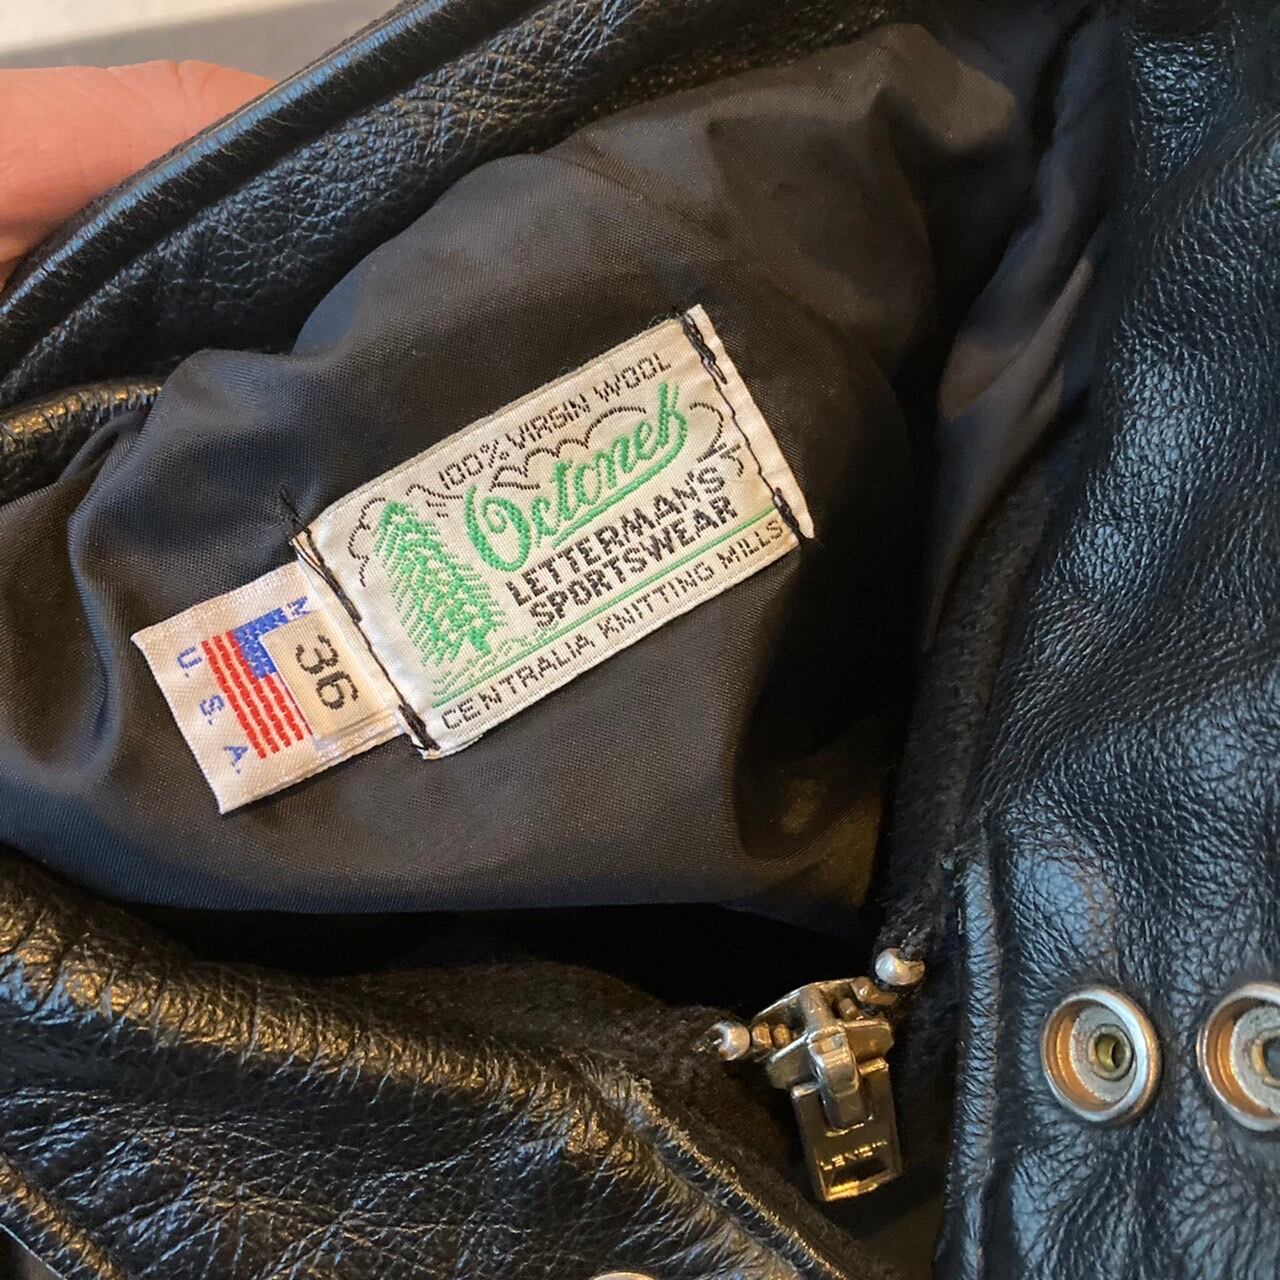 100% VIRGIN WOOL
Octonek
LETTERMAN'S
SPORTSWEAR
CENTRALIA KNITTING MILLS
36
U.S.A.